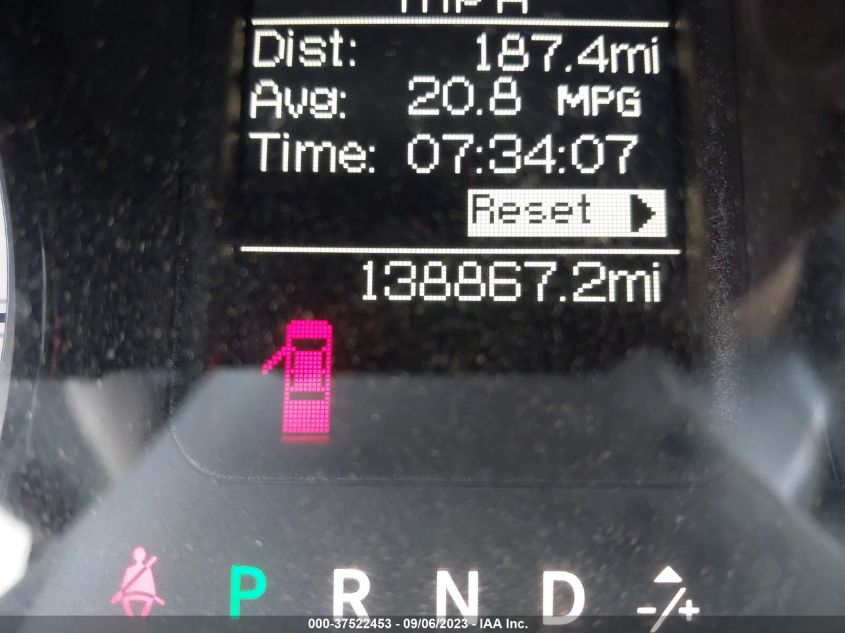 Dist: 187.4mi
Avg: 20.8 MPG
Time: 07:34:07
Reset
138867.2mi
P R N D -/+
000-37522453 - 09/06/2023 - IAA Inc.